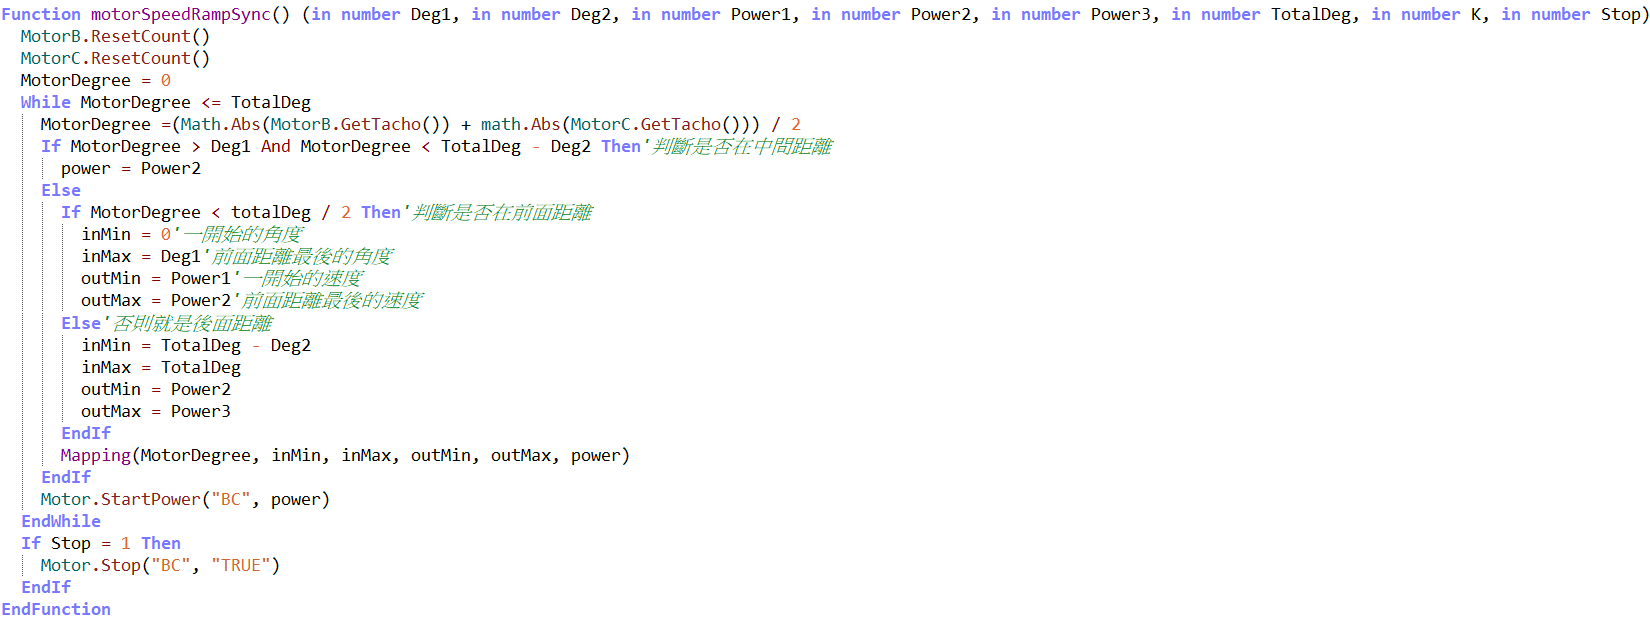 Function motorSpeedRampSync() (in number Deg1, in number Deg2, in number Power1, in number Power2, in number Power3, in number TotalDeg, in number K, in number Stop)
MotorB.ResetCount()
MotorC.ResetCount()
MotorDegree = 0
While MotorDegree <= TotalDeg
MotorDegree =(Math.Abs(MotorB.GetTacho()) + math.Abs(MotorC.GetTacho())) / 2
If MotorDegree > Deg1 And MotorDegree < TotalDeg - Deg2 Then'判斷是否在中間距離
power = Power2
Else
If MotorDegree < totalDeg / 2 Then'判斷是否在前面距離
inMin = 0'一開始的角度
inMax = Deg1'前面距離最後的角度
outMin = Power1'一開始的速度
outMax = Power2'前面距離最後的速度
Else'否則就是後面距離
inMin = TotalDeg - Deg2
inMax = TotalDeg
outMin = Power2
outMax = Power3
EndIf
Mapping(MotorDegree, inMin, inMax, outMin, outMax, power)
EndIf
Motor.StartPower("BC", power)
EndWhile
If Stop = 1 Then
Motor.Stop("BC", "TRUE")
EndIf
EndFunction